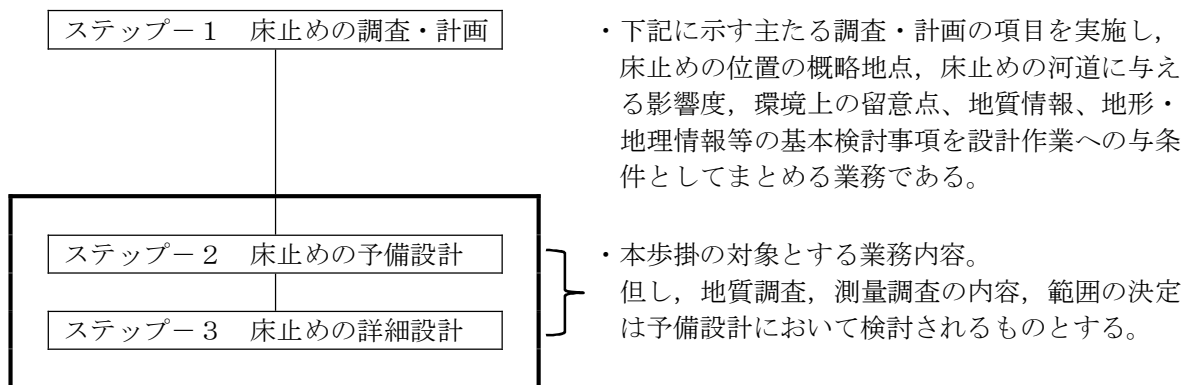 ステップ－１　床止めの調査・計画
・下記に示す主たる調査・計画の項目を実施し，
床止めの位置の概略地点，床止めの河道に与え
る影響度，環境上の留意点、地質情報、地形・
地理情報等の基本検討事項を設計作業への与条
件としてまとめる業務である。
ステップ－２　床止めの予備設計
・本歩掛の対象とする業務内容。
但し，地質調査，測量調査の内容，範囲の決定
は予備設計において検討されるものとする。
ステップ－３　床止めの詳細設計